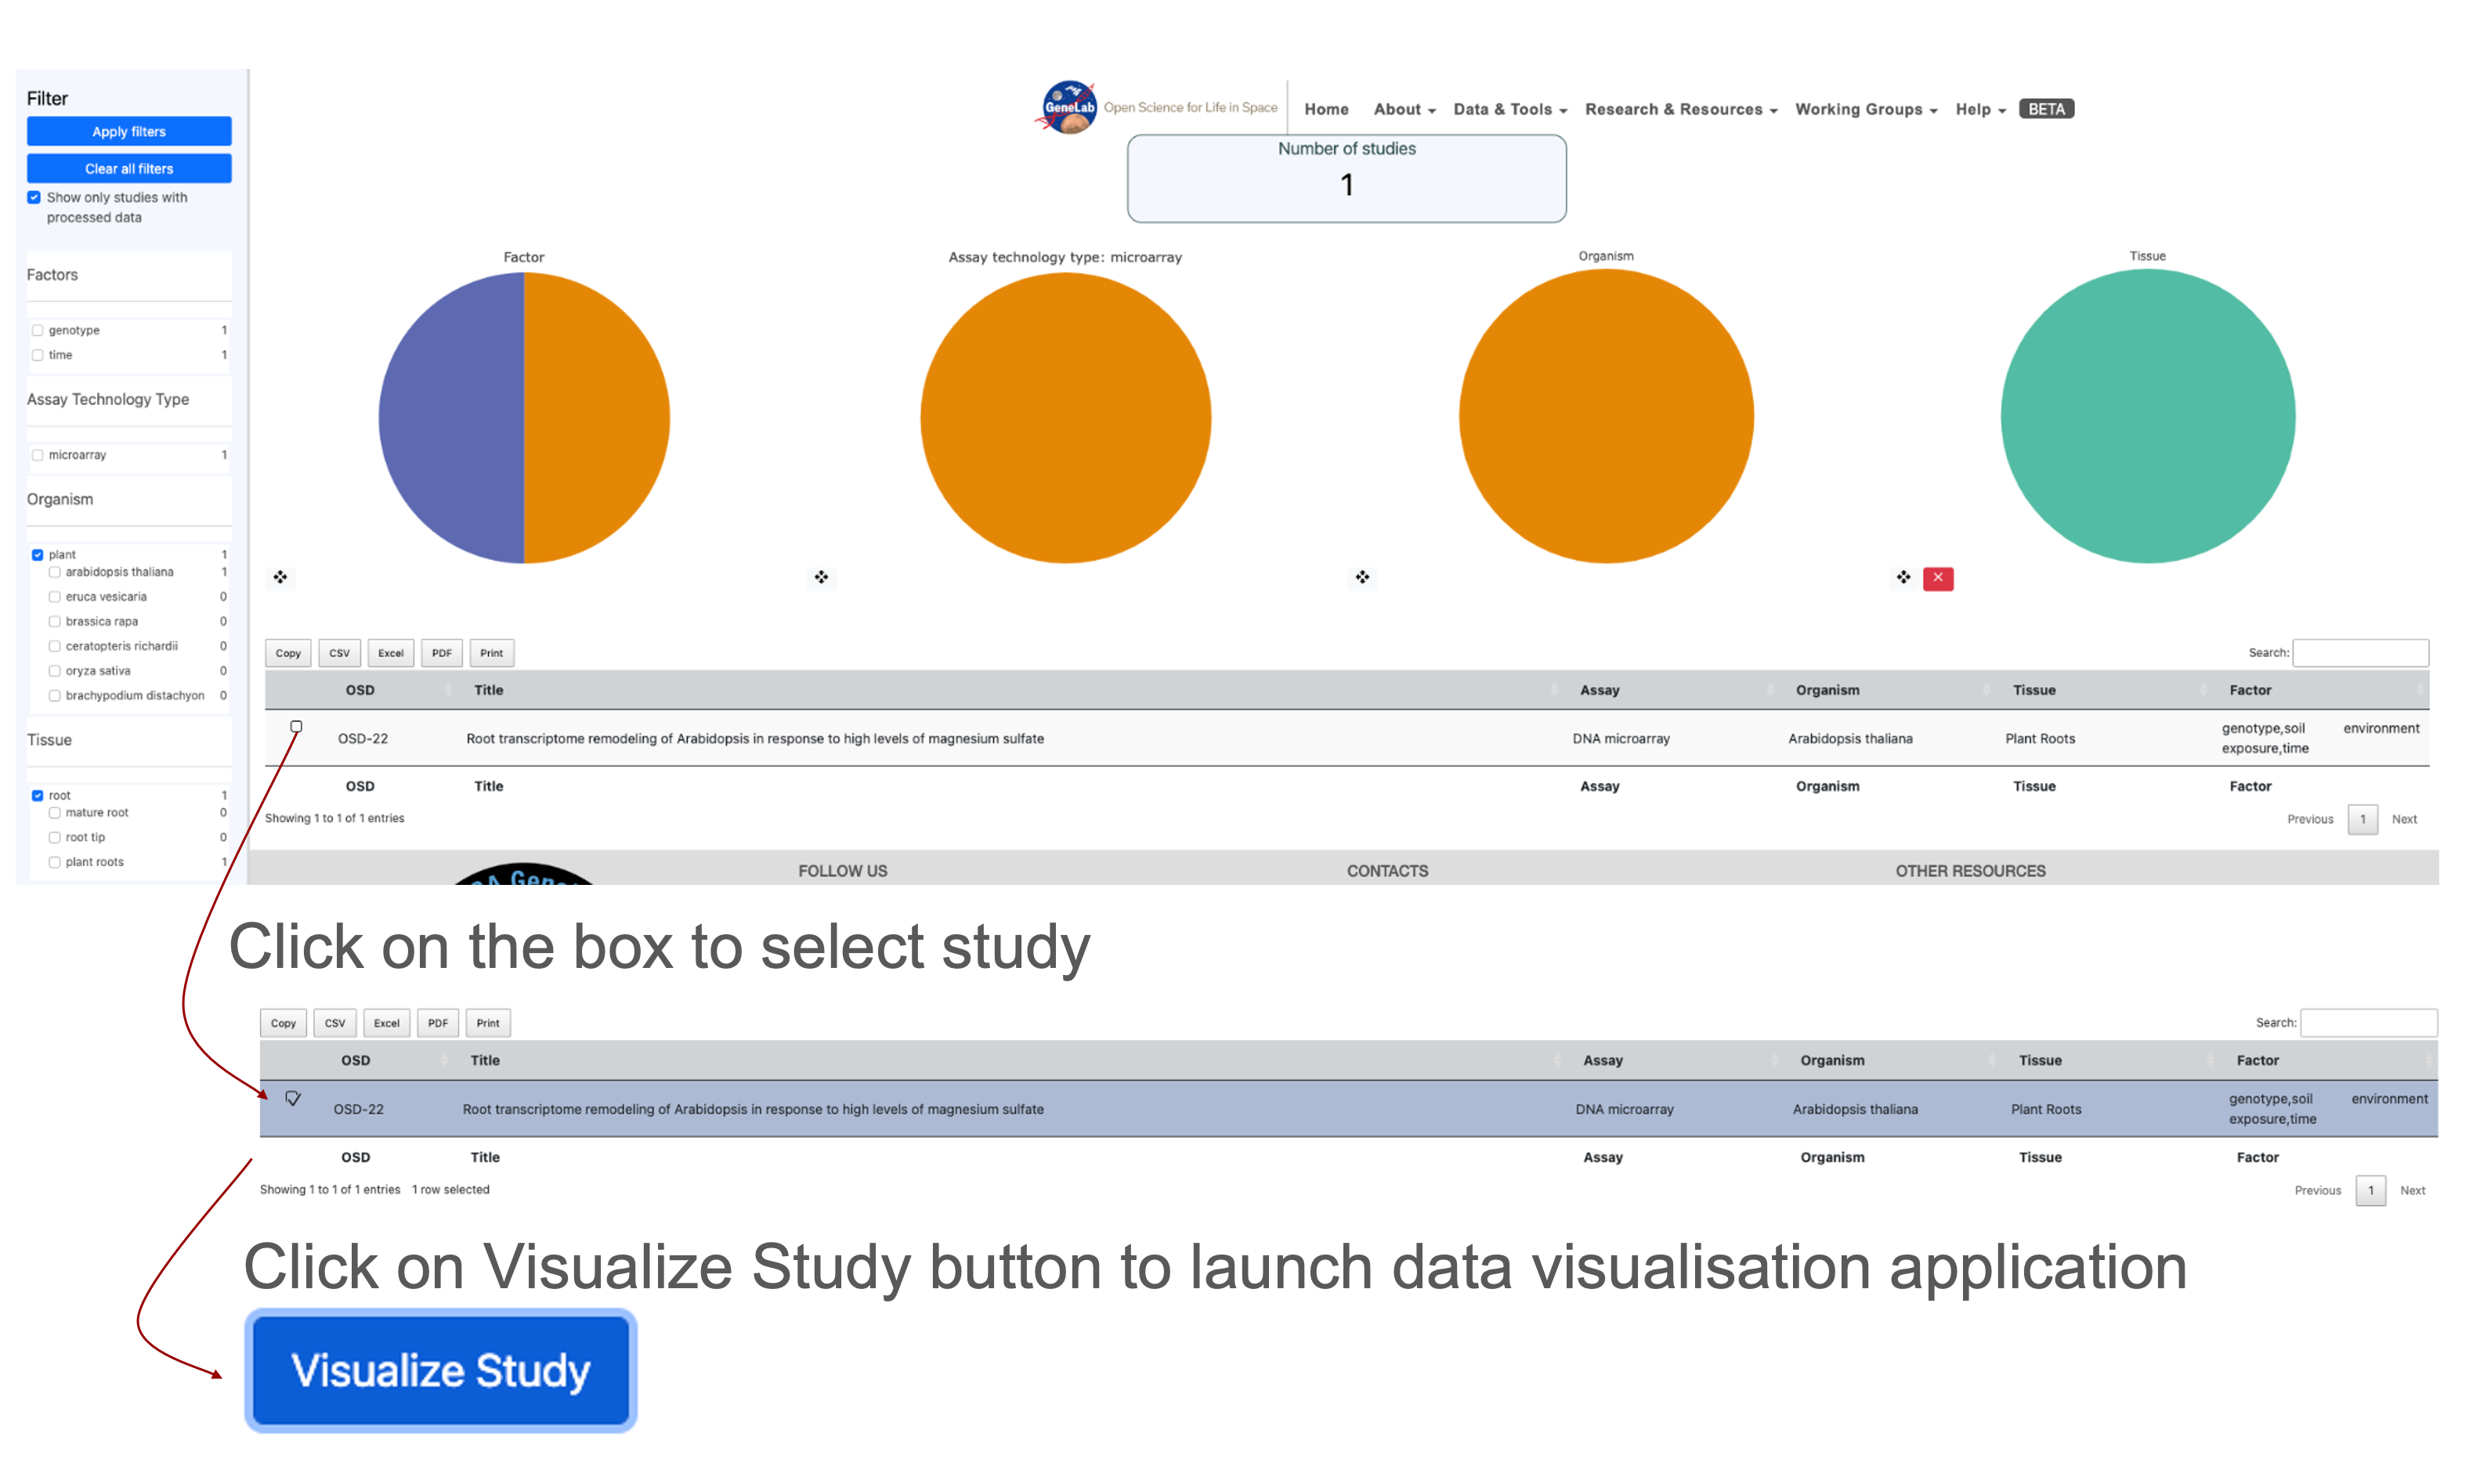 Filter
Apply filters
Clear all filters
Show only studies with
processed data
Factors
genotype 1
time 1
Assay Technology Type
microarray 1
Organism
plant 1
arabidopsis thaliana 1
eruca vesicaria 0
brassica rapa 0
ceratopteris richardii 0
oryza sativa 0
brachypodium distachyon 0
Tissue
root 1
mature root 0
root tip 0
plant roots 1
GeneLab Open Science for Life in Space Home About Data & Tools Research & Resources Working Groups Help BETA
Number of studies
1
Factor Assay technology type: microarray Organism Tissue
Copy CSV Excel PDF Print Search:
OSD Title Assay Organism Tissue Factor
OSD-22 Root transcriptome remodeling of Arabidopsis in response to high levels of magnesium sulfate DNA microarray Arabidopsis thaliana Plant Roots genotype,soil environment
exposure,time
OSD Title Assay Organism Tissue Factor
Showing 1 to 1 of 1 entries Previous 1 Next
FOLLOW US CONTACTS OTHER RESOURCES
Click on the box to select study
Copy CSV Excel PDF Print Search:
OSD Title Assay Organism Tissue Factor
OSD-22 Root transcriptome remodeling of Arabidopsis in response to high levels of magnesium sulfate DNA microarray Arabidopsis thaliana Plant Roots genotype,soil environment
exposure,time
OSD Title Assay Organism Tissue Factor
Showing 1 to 1 of 1 entries 1 row selected Previous 1 Next
Click on Visualize Study button to launch data visualisation application
Visualize Study